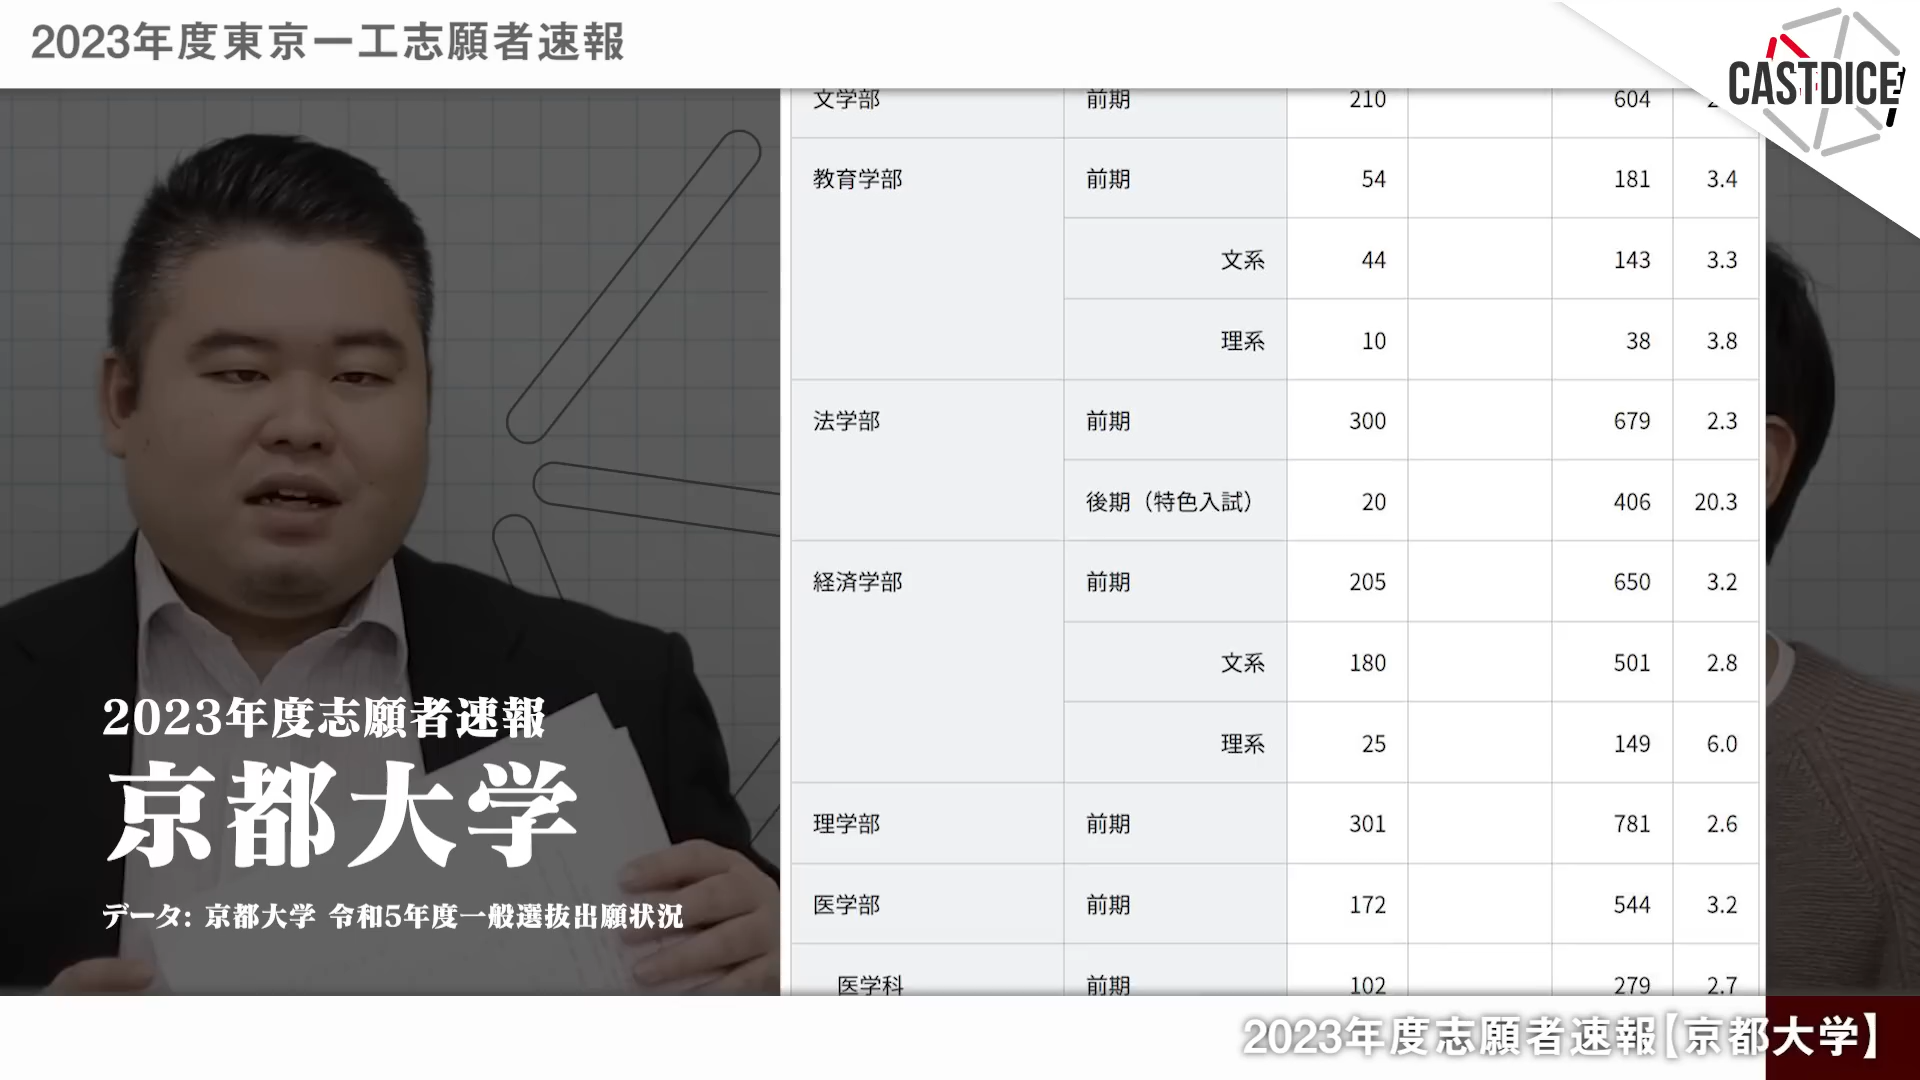 2023年度東京一工志願者速報
CASTDICE
文学部 前期 210 604
教育学部 前期 54 181 3.4
文系 44 143 3.3
理系 10 38 3.8
法学部 前期 300 679 2.3
後期（特色入試） 20 406 20.3
経済学部 前期 205 650 3.2
文系 180 501 2.8
理系 25 149 6.0
理学部 前期 301 781 2.6
医学部 前期 172 544 3.2
医学科 前期 102 279 2.7
2023年度志願者速報
京都大学
データ: 京都大学 令和5年度一般選抜出願状況
2023年度志願者速報【京都大学】